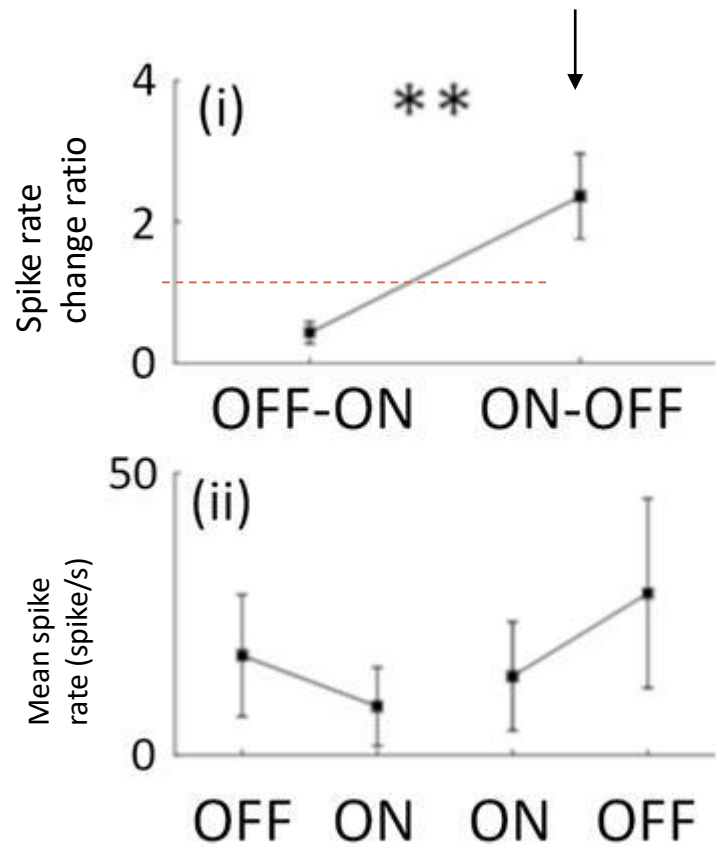 4
(i)
**
2
0
Spike rate
change ratio
OFF-ON
ON-OFF
50
(ii)
0
Mean spike
rate (spike/s)
OFF
ON
ON
OFF